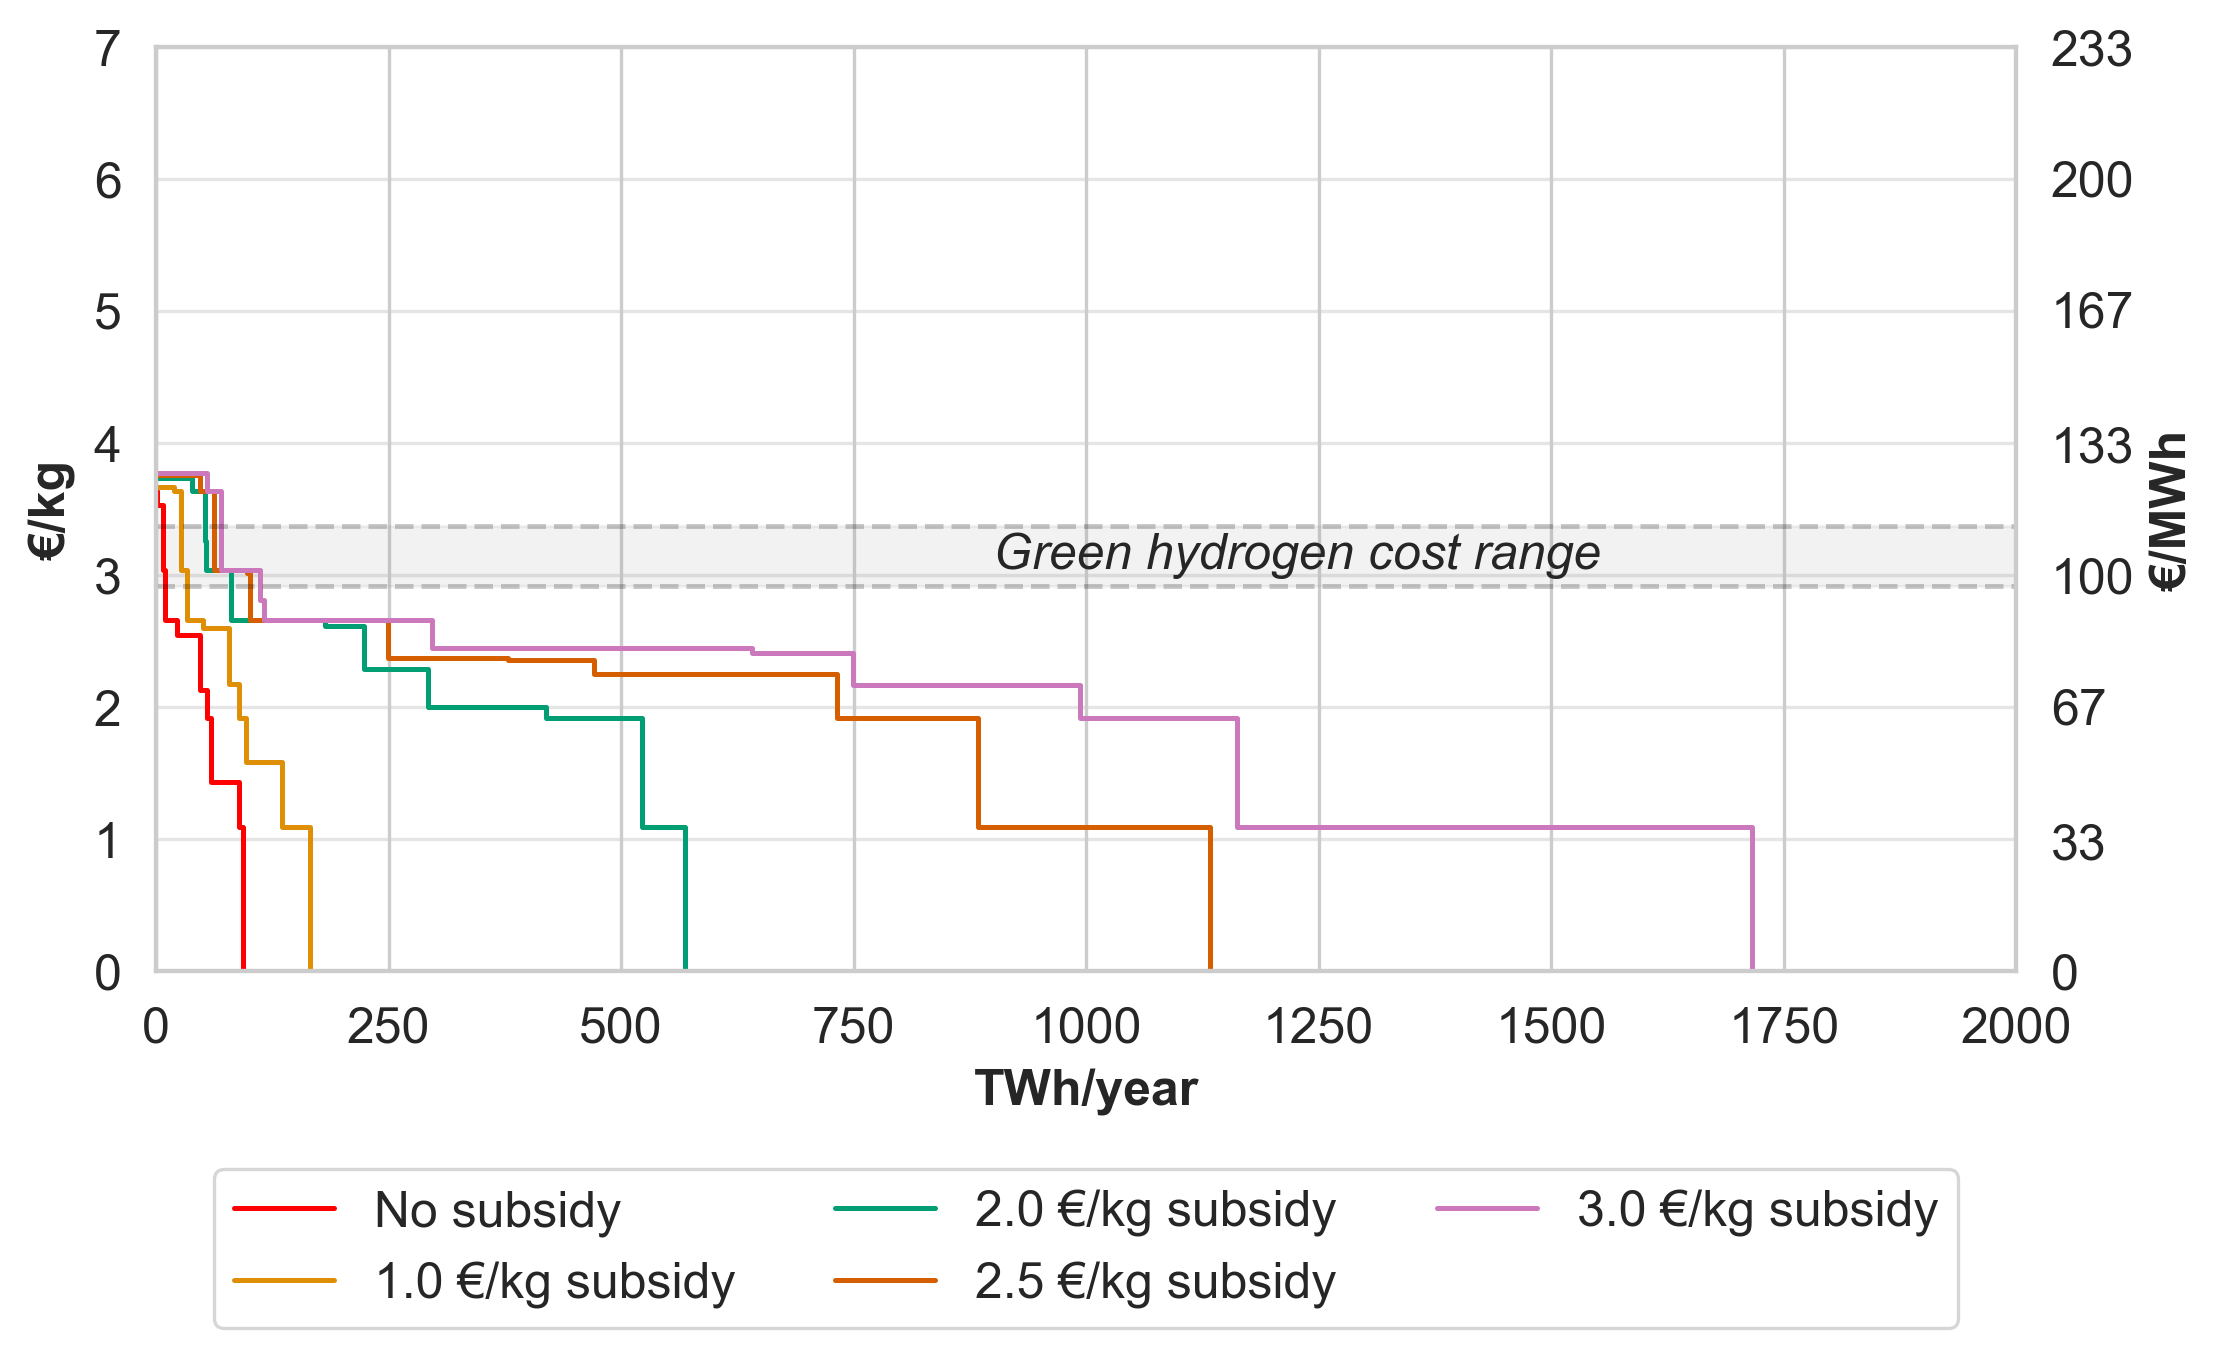 7 233
6 200
5 167
4 133
3 100
2 67
1 33
0 0
€/kg
€/MWh
Green hydrogen cost range
0 250 500 750 1000 1250 1500 1750 2000
TWh/year
No subsidy 2.0 €/kg subsidy 3.0 €/kg subsidy
1.0 €/kg subsidy 2.5 €/kg subsidy